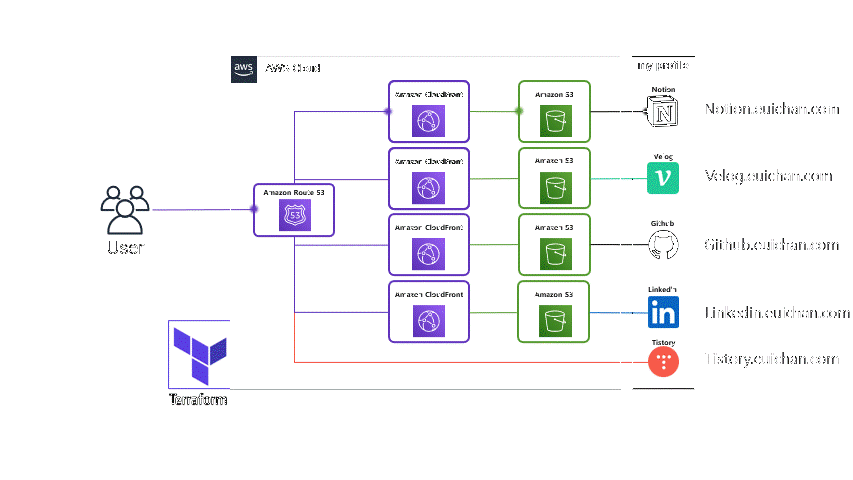 aws
AWS Cloud
my profile
Amazon CloudFront
Amazon S3
Notion
N
Notion.euichan.com
Amazon CloudFront
Amazon S3
Velog
v
Velog.euichan.com
Amazon Route 53
53
User
Amazon CloudFront
Amazon S3
Github
Github.euichan.com
Amazon CloudFront
Amazon S3
Linked'n
in
Linkedin.euichan.com
Tistory
Tistory.euichan.com
Terraform